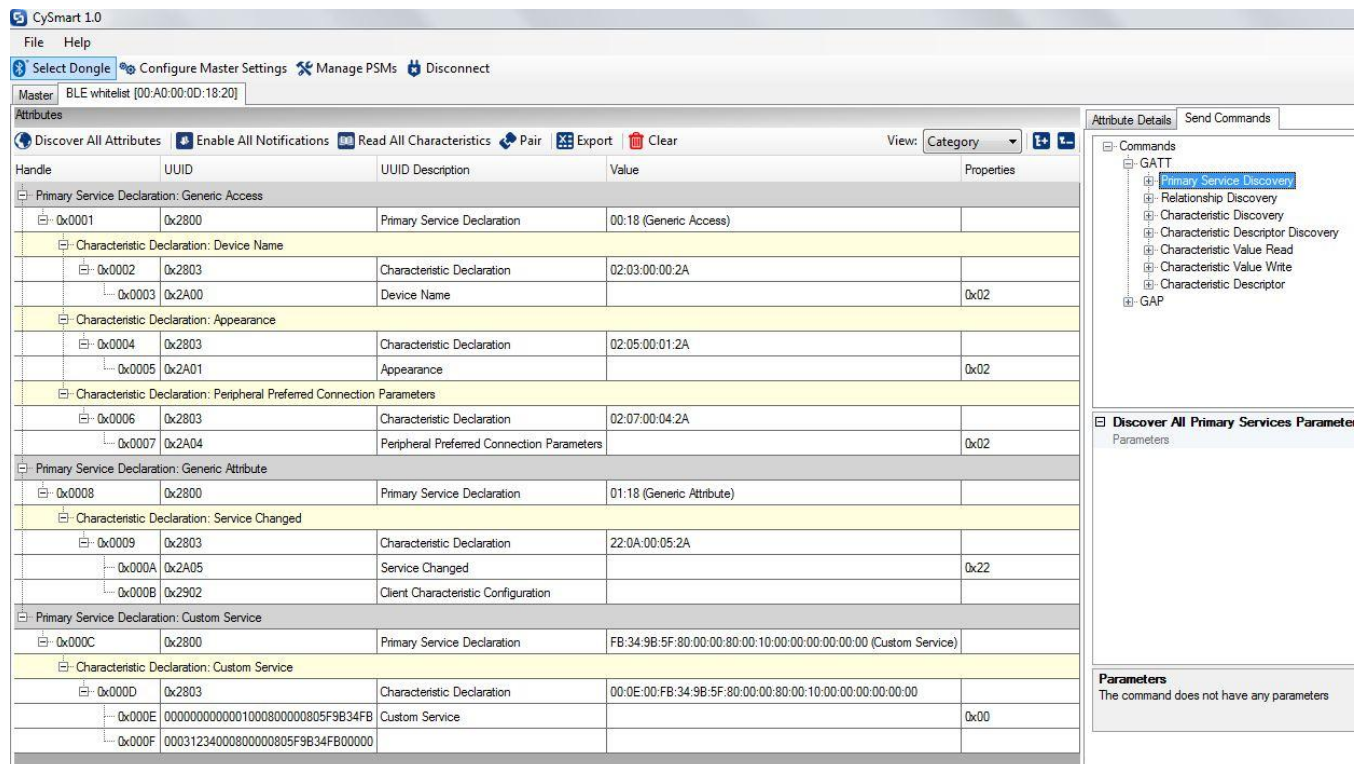 CySmart 1.0
File Help
Select Dongle Configure Master Settings Manage PSMs Disconnect
Master BLE whitelist [00:A0:00:0D:18:20]
Attributes
Discover All Attributes Enable All Notifications Read All Characteristics Pair Export Clear View: Category
Handle UUID UUID Description Value Properties
Primary Service Declaration: Generic Access
0x0001 0x2800 Primary Service Declaration 00:18 (Generic Access)
Characteristic Declaration: Device Name
0x0002 0x2803 Characteristic Declaration 02:03:00:00:2A
0x0003 0x2A00 Device Name 0x02
Characteristic Declaration: Appearance
0x0004 0x2803 Characteristic Declaration 02:05:00:01:2A
0x0005 0x2A01 Appearance 0x02
Characteristic Declaration: Peripheral Preferred Connection Parameters
0x0006 0x2803 Characteristic Declaration 02:07:00:04:2A
0x0007 0x2A04 Peripheral Preferred Connection Parameters 0x02
Primary Service Declaration: Generic Attribute
0x0008 0x2800 Primary Service Declaration 01:18 (Generic Attribute)
Characteristic Declaration: Service Changed
0x0009 0x2803 Characteristic Declaration 22:0A:00:05:2A
0x000A 0x2A05 Service Changed 0x22
0x000B 0x2902 Client Characteristic Configuration
Primary Service Declaration: Custom Service
0x000C 0x2800 Primary Service Declaration FB:34:9B:5F:80:00:00:80:00:10:00:00:00:00:00:00 (Custom Service)
Characteristic Declaration: Custom Service
0x000D 0x2803 Characteristic Declaration 00:0E:00:FB:34:9B:5F:80:00:00:80:00:10:00:00:00:00:00:00
0x000E 0000000000001000800000805F9B34FB Custom Service 0x00
0x000F 00031234000800000805F9B34FB00000
Attribute Details Send Commands
Commands
GATT
Primary Service Discovery
Relationship Discovery
Characteristic Discovery
Characteristic Descriptor Discovery
Characteristic Value Read
Characteristic Value Write
Characteristic Descriptor
GAP
Discover All Primary Services Paramete
Parameters
Parameters
The command does not have any parameters